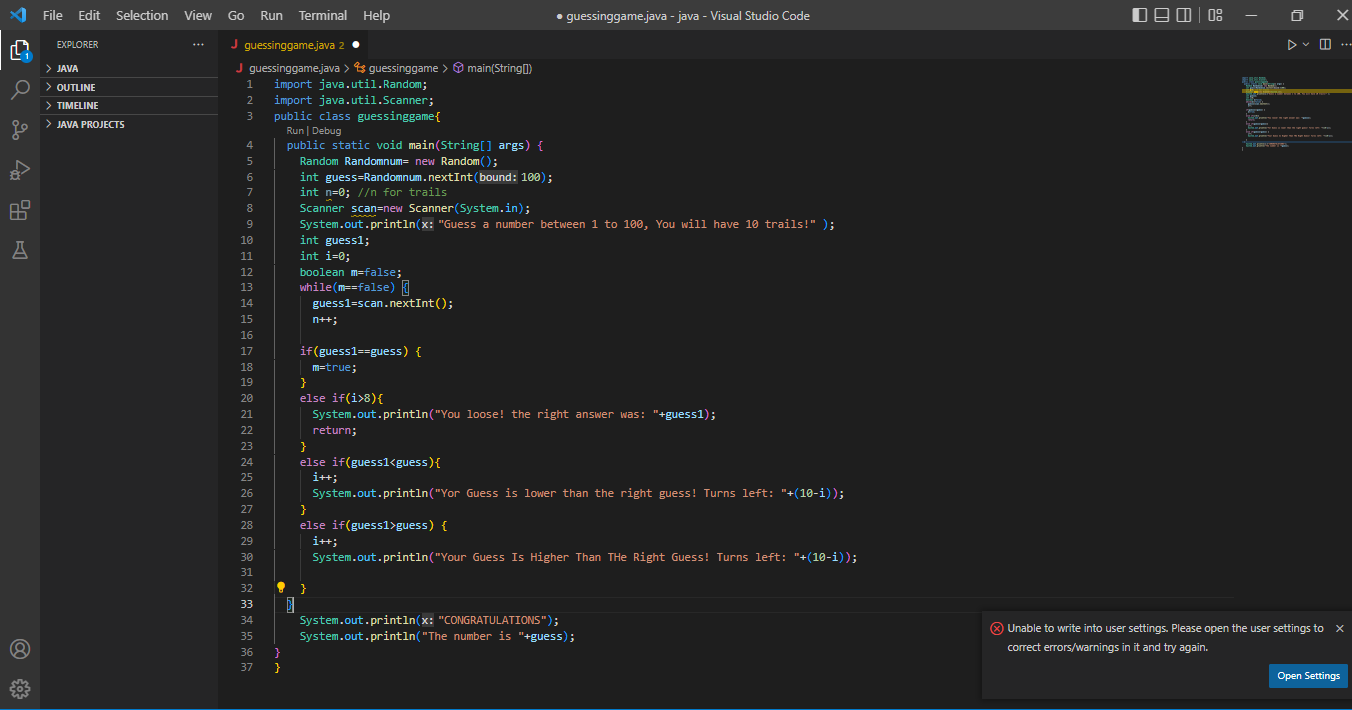 File Edit Selection View Go Run Terminal Help
● guessinggame.java - java - Visual Studio Code
1
EXPLORER ...
JAVA
OUTLINE
TIMELINE
JAVA PROJECTS
J guessinggame.java 2 ●
J guessinggame.java > guessinggame > main(String[])
1 import java.util.Random;
2 import java.util.Scanner;
3 public class guessinggame{
Run | Debug
4 public static void main(String[] args) {
5 Random Randomnum= new Random();
6 int guess=Randomnum.nextInt(bound: 100);
7 int n=0; //n for trails
8 Scanner scan=new Scanner(System.in);
9 System.out.println(x: "Guess a number between 1 to 100, You will have 10 trails!" );
10 int guess1;
11 int i=0;
12 boolean m=false;
13 while(m==false) {
14 guess1=scan.nextInt();
15 n++;
16
17 if(guess1==guess) {
18 m=true;
19 }
20 else if(i>8){
21 System.out.println("You loose! the right answer was: "+guess1);
22 return;
23 }
24 else if(guess1<guess){
25 i++;
26 System.out.println("Yor Guess is lower than the right guess! Turns left: "+(10-i));
27 }
28 else if(guess1>guess) {
29 i++;
30 System.out.println("Your Guess Is Higher Than THe Right Guess! Turns left: "+(10-i));
31
32 }
33 }
34 System.out.println(x: "CONGRATULATIONS");
35 System.out.println("The number is "+guess);
36 }
37 }
Unable to write into user settings. Please open the user settings to
correct errors/warnings in it and try again.
Open Settings